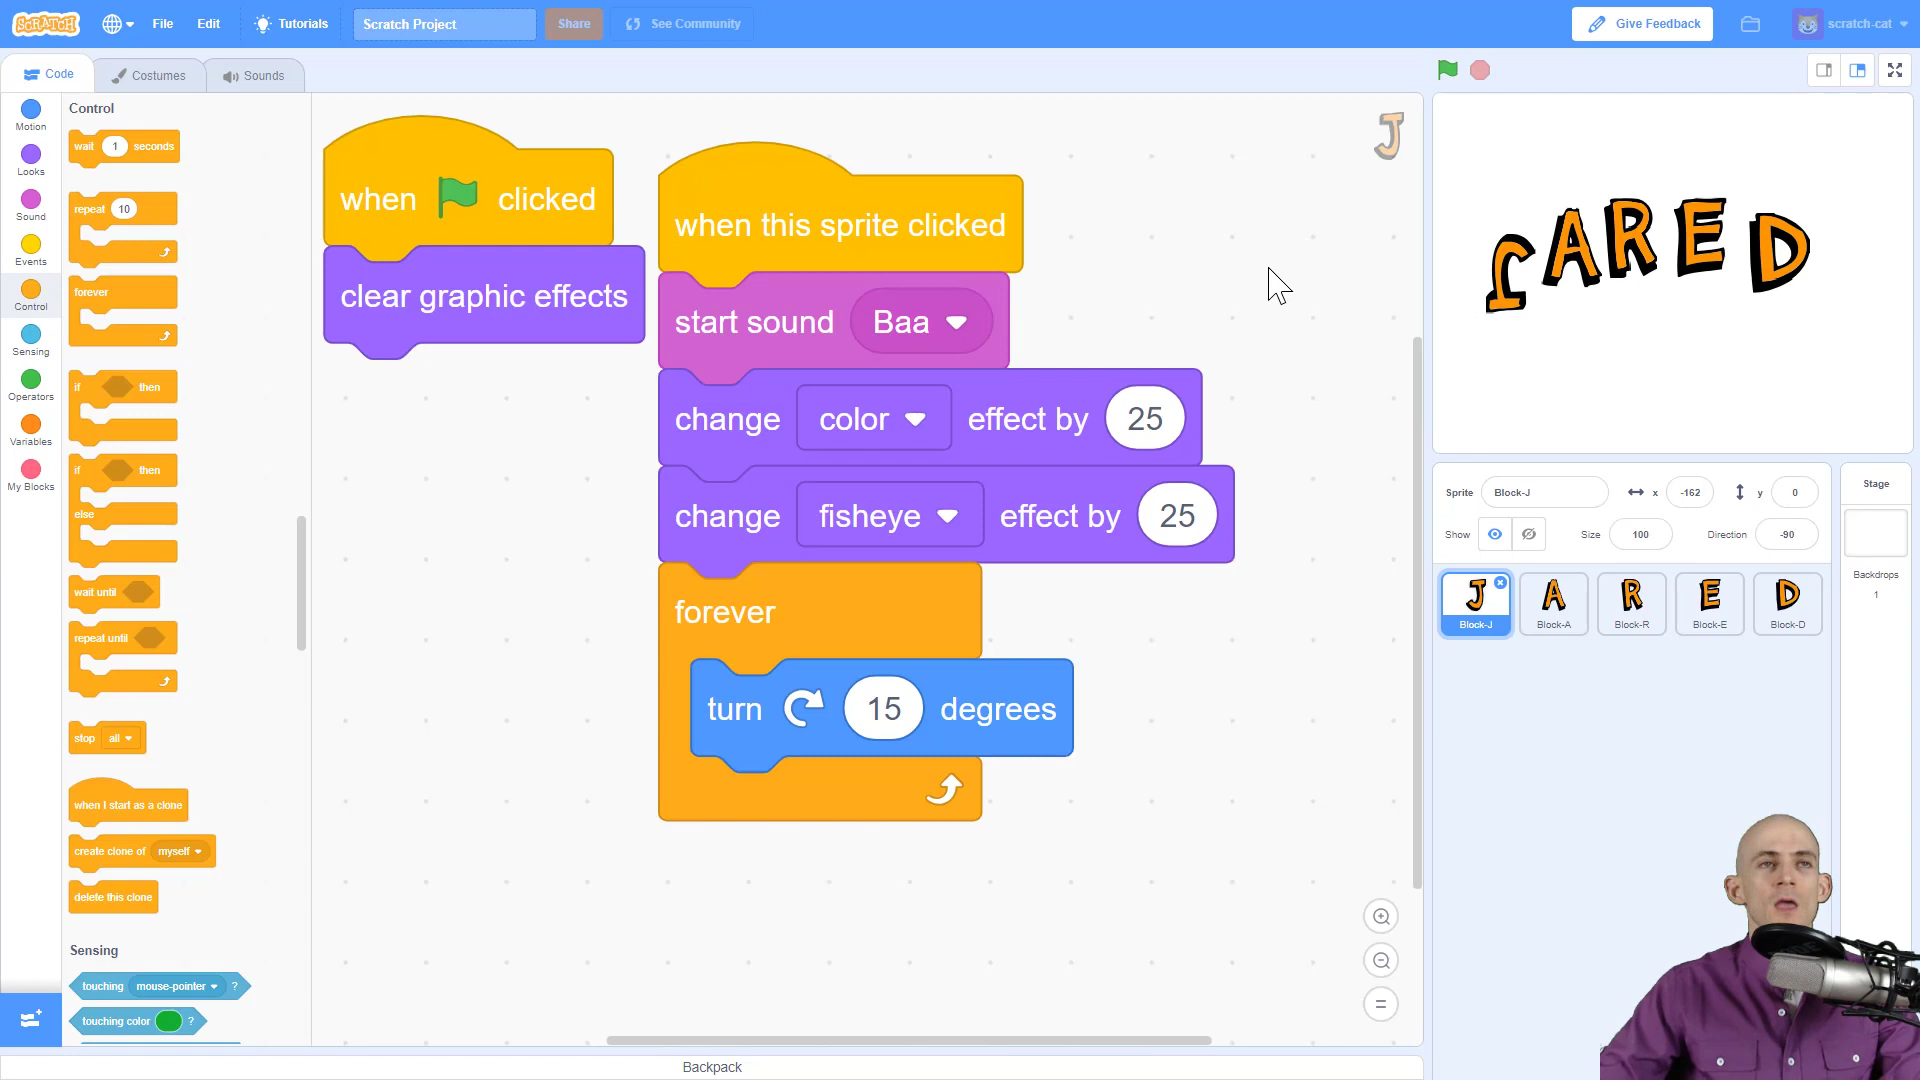 SCRATCH
File
Edit
Tutorials
Scratch Project
Share
See Community
Give Feedback
scratch-cat
Code
Costumes
Sounds
Motion
Looks
Sound
Events
Control
Sensing
Operators
Variables
My Blocks
Control
wait 1 seconds
repeat 10
forever
if then
if then
else
wait until
repeat until
stop all
when I start as a clone
create clone of myself
delete this clone
Sensing
touching mouse-pointer ?
touching color ?
when clicked
clear graphic effects
when this sprite clicked
start sound Baa
change color effect by 25
change fisheye effect by 25
forever
turn 15 degrees
J
JARED
Sprite Block-J x -162 y 0
Show Size 100 Direction -90
J A R E D
Block-J Block-A Block-R Block-E Block-D
Stage
Backdrops
1
Backpack